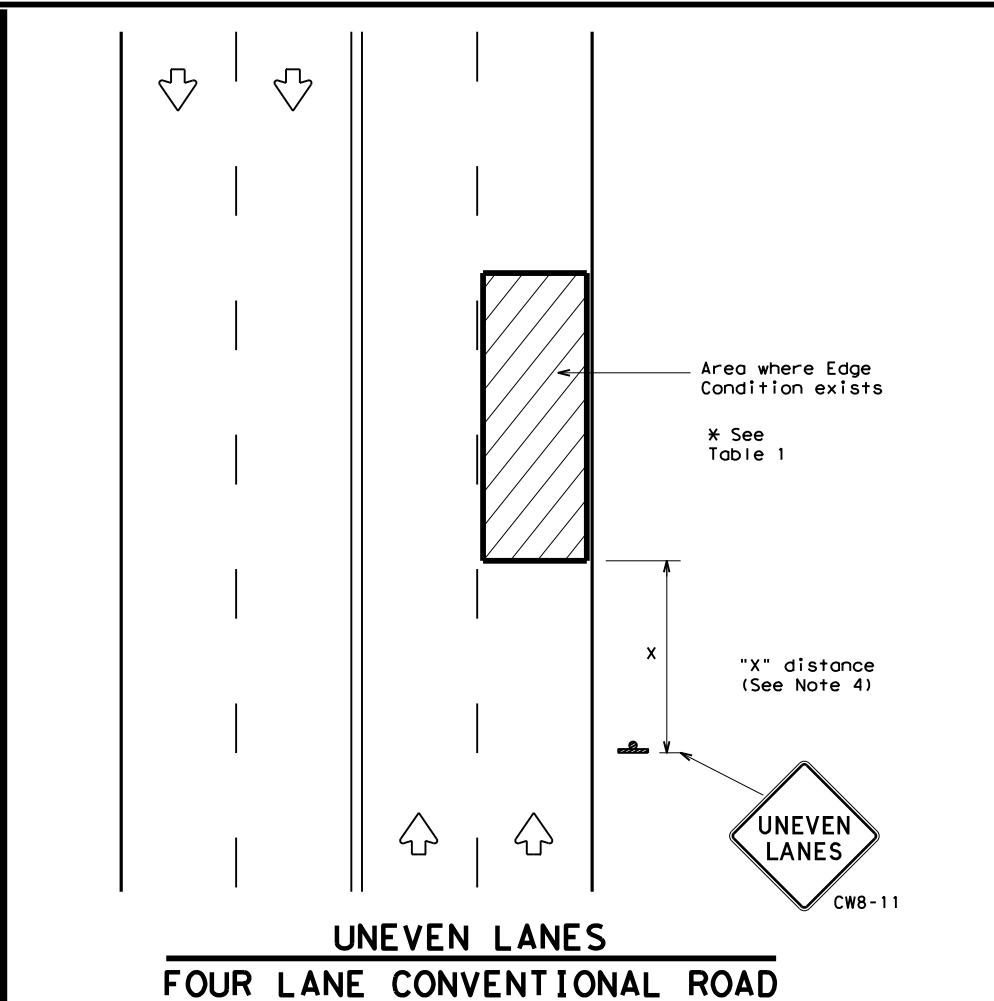 Area where Edge
Condition exists
* See
Table 1
X
"X" distance
(See Note 4)
UNEVEN
LANES
CW8-11
UNEVEN LANES
FOUR LANE CONVENTIONAL ROAD